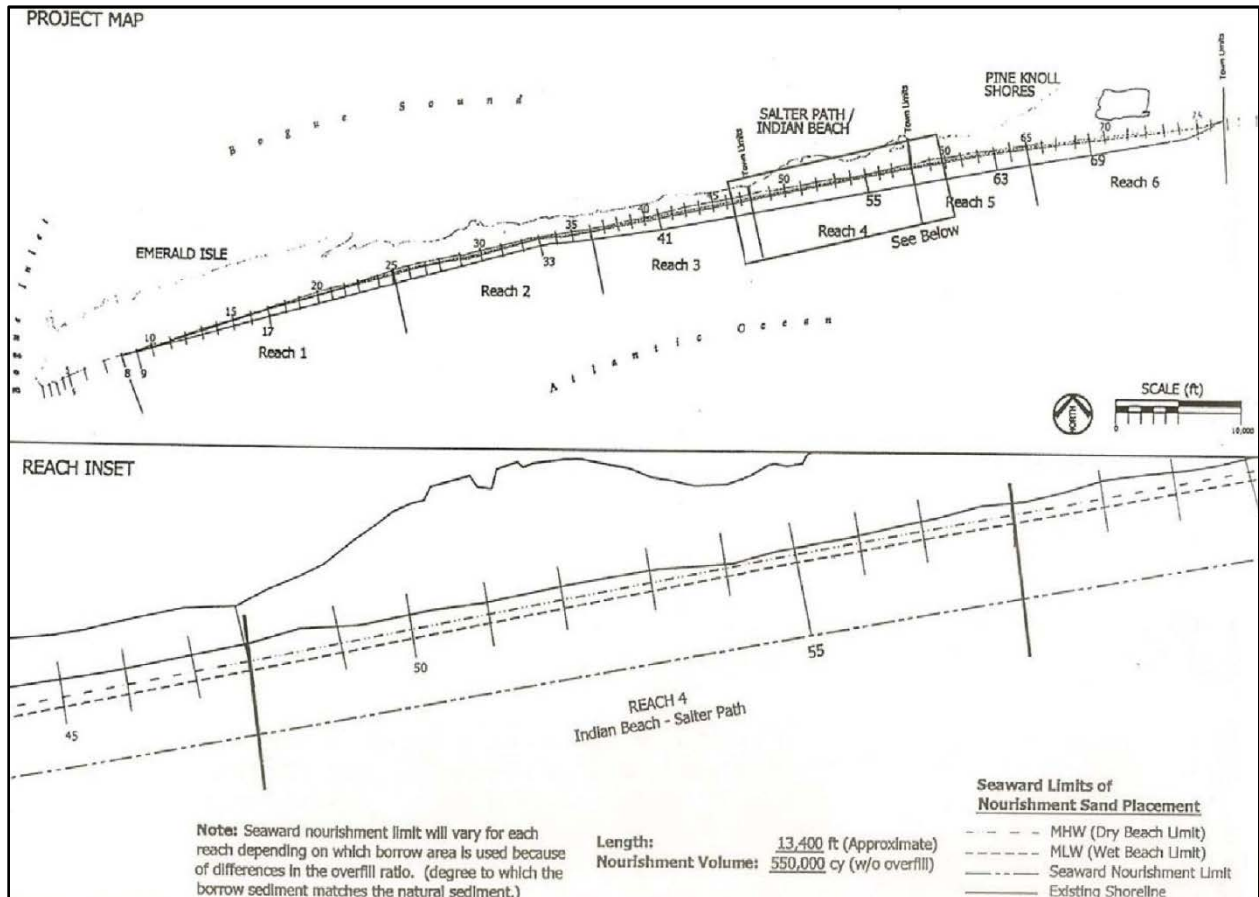 PROJECT MAP
Bogue Sound
PINE KNOLL
SHORES
Town Limits
SALTER PATH /
INDIAN BEACH
Town Limits
Town Limits
75
70
65
60
50
45
40
35
30
25
20
15
10
69
63
55
41
33
17
9
8
Reach 6
Reach 5
Reach 4
See Below
Reach 3
Reach 2
Reach 1
EMERALD ISLE
Bogue Inlet
Atlantic Ocean
NORTH
SCALE (ft)
0
10,000
REACH INSET
45
50
55
REACH 4
Indian Beach - Salter Path
Note: Seaward nourishment limit will vary for each
reach depending on which borrow area is used because
of differences in the overfill ratio. (degree to which the
borrow sediment matches the natural sediment.)
Length: 13,400 ft (Approximate)
Nourishment Volume: 550,000 cy (w/o overfill)
Seaward Limits of
Nourishment Sand Placement
MHW (Dry Beach Limit)
MLW (Wet Beach Limit)
Seaward Nourishment Limit
Existing Shoreline